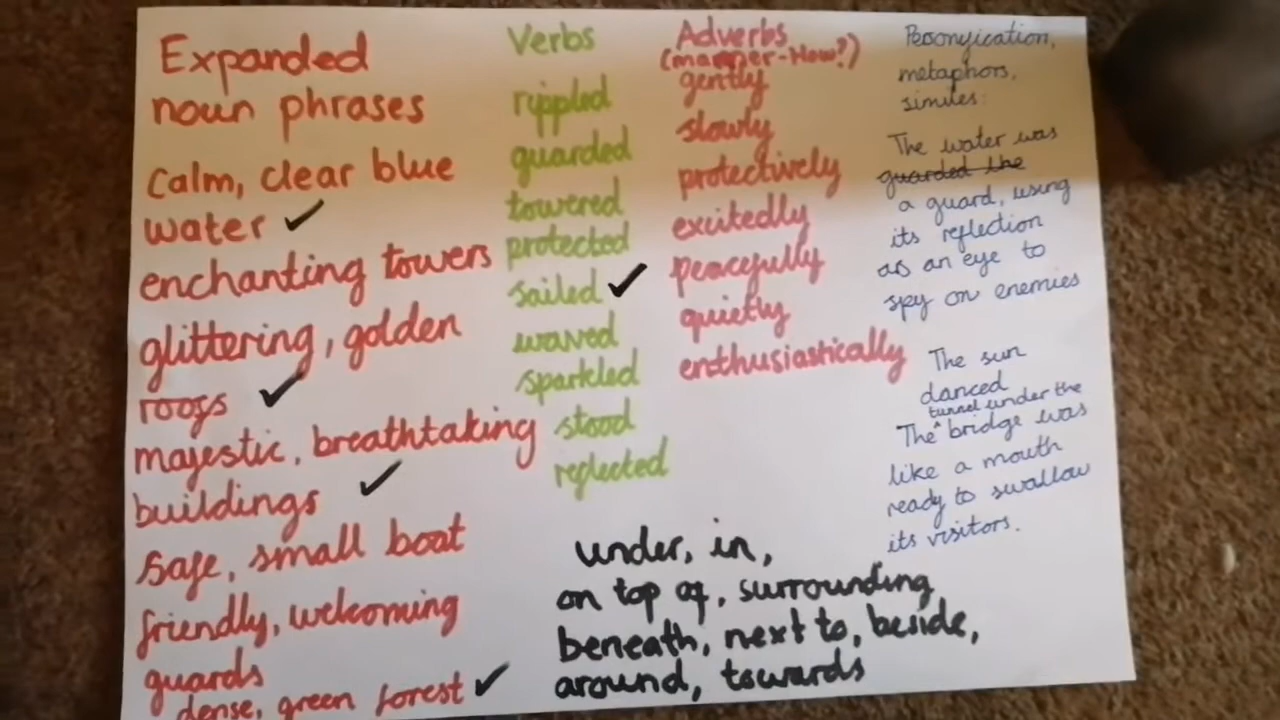 Expanded
noun phrases
Calm, clear blue
water ✓
enchanting towers
glittering, golden
roofs ✓
majestic, breathtaking
buildings ✓
safe, small boat
friendly, welcoming
guards
dense, green forest ✓
Verbs
rippled
guarded
towered
protected
sailed ✓
waved
sparkled
stood
reflected
Adverbs
(manner-How?)
gently
slowly
protectively
excitedly
peacefully
quietly
enthusiastically
Personyication,
metaphors,
similes:
The water was
guarded the
a guard, using
its reflection
as an eye to
spy on enemies
The sun
danced
tunnel under the
The ^ bridge was
like a mouth
ready to swallow
its visitors.
under, in,
on top of, surrounding
beneath, next to, beside,
around, towards